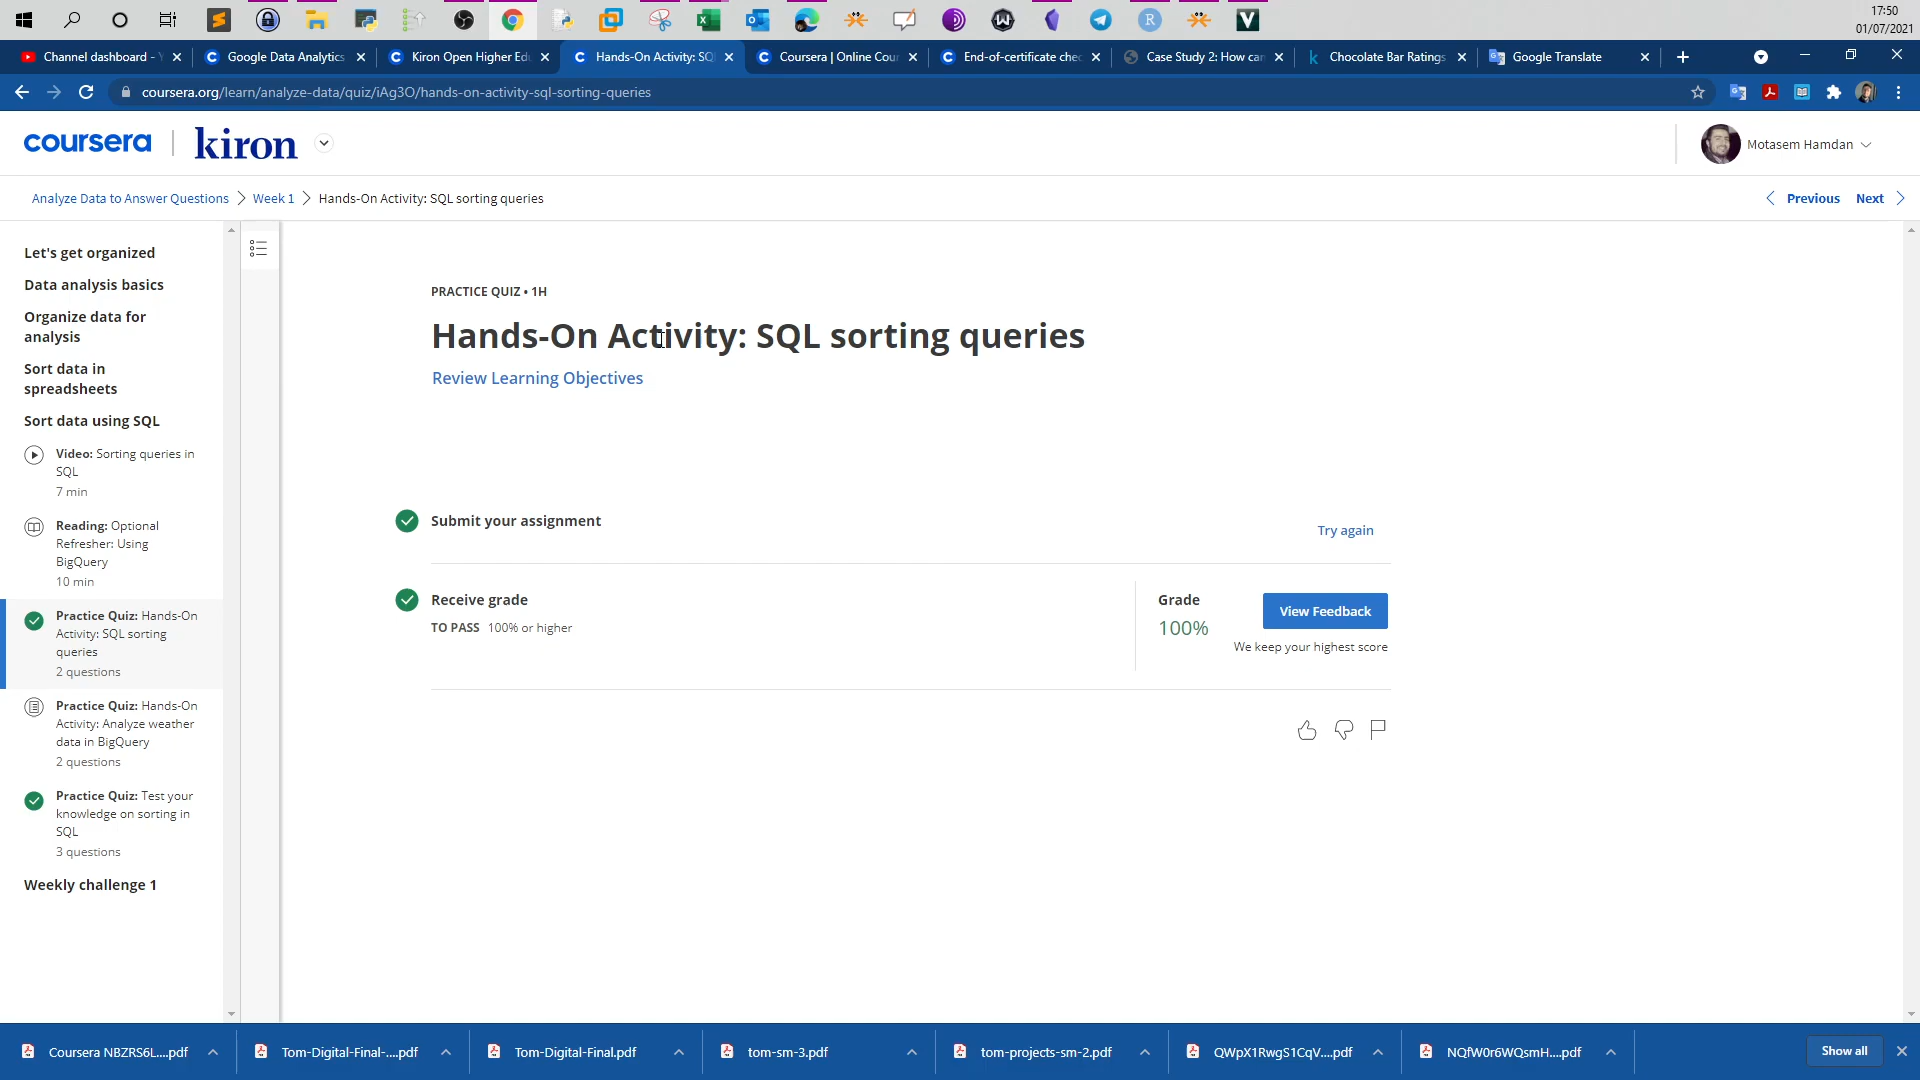 17:50
01/07/2021
Channel dashboard - Y
Google Data Analytics
Kiron Open Higher Edu
Hands-On Activity: SQL
Coursera | Online Cour
End-of-certificate chec
Case Study 2: How can
Chocolate Bar Ratings
Google Translate
coursera.org/learn/analyze-data/quiz/iAg3O/hands-on-activity-sql-sorting-queries
coursera
kiron
Motasem Hamdan
Analyze Data to Answer Questions
Week 1
Hands-On Activity: SQL sorting queries
Previous
Next
Let's get organized
Data analysis basics
Organize data for
analysis
Sort data in
spreadsheets
Sort data using SQL
Video: Sorting queries in
SQL
7 min
Reading: Optional
Refresher: Using
BigQuery
10 min
Practice Quiz: Hands-On
Activity: SQL sorting
queries
2 questions
Practice Quiz: Hands-On
Activity: Analyze weather
data in BigQuery
2 questions
Practice Quiz: Test your
knowledge on sorting in
SQL
3 questions
Weekly challenge 1
PRACTICE QUIZ • 1H
Hands-On Activity: SQL sorting queries
Review Learning Objectives
Submit your assignment
Try again
Receive grade
TO PASS 100% or higher
Grade
100%
View Feedback
We keep your highest score
Coursera NBZRS6L....pdf
Tom-Digital-Final-....pdf
Tom-Digital-Final.pdf
tom-sm-3.pdf
tom-projects-sm-2.pdf
QWpX1RwgS1CqV....pdf
NQfW0r6WQsmH....pdf
Show all